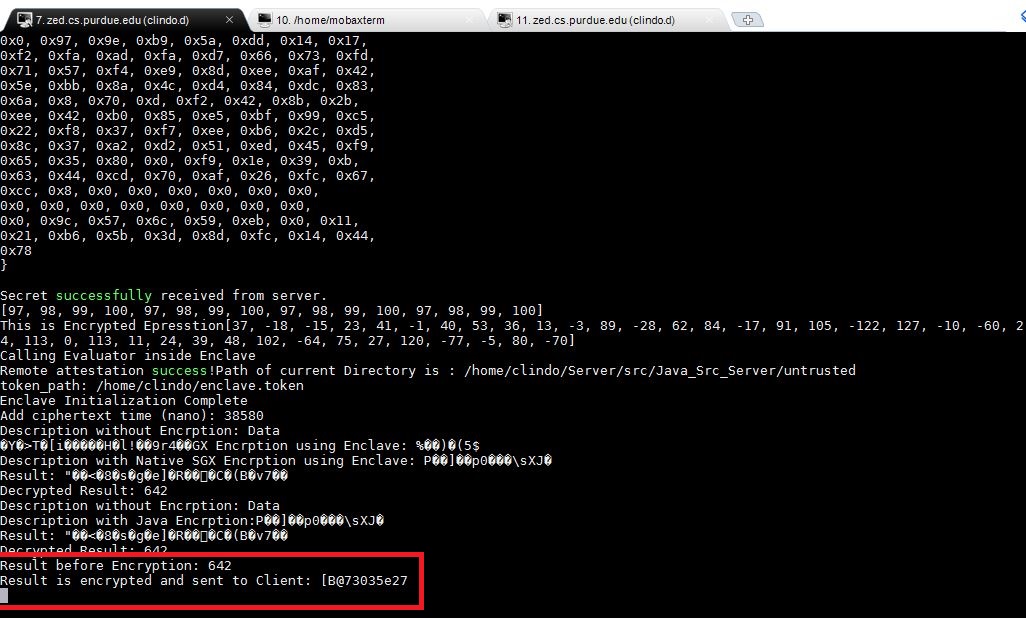 7. zed.cs.purdue.edu (clindo.d)
10. /home/mobaxterm
11. zed.cs.purdue.edu (clindo.d)
0x0, 0x97, 0x9e, 0xb9, 0x5a, 0xdd, 0x14, 0x17,
0xf2, 0xfa, 0xad, 0xfa, 0xd7, 0x66, 0x73, 0xfd,
0x71, 0x57, 0xf4, 0xe9, 0x8d, 0xee, 0xaf, 0x42,
0x5e, 0xbb, 0x8a, 0x4c, 0xd4, 0x84, 0xdc, 0x83,
0x6a, 0x8, 0x70, 0xd, 0xf2, 0x42, 0x8b, 0x2b,
0xee, 0x42, 0xb0, 0x85, 0xe5, 0xbf, 0x99, 0xc5,
0x22, 0xf8, 0x37, 0xf7, 0xee, 0xb6, 0x2c, 0xd5,
0x8c, 0x37, 0xa2, 0xd2, 0x51, 0xed, 0x45, 0xf9,
0x65, 0x35, 0x80, 0x0, 0xf9, 0x1e, 0x39, 0xb,
0x63, 0x44, 0xcd, 0x70, 0xaf, 0x26, 0xfc, 0x67,
0xcc, 0x8, 0x0, 0x0, 0x0, 0x0, 0x0, 0x0,
0x0, 0x0, 0x0, 0x0, 0x0, 0x0, 0x0, 0x0,
0x0, 0x9c, 0x57, 0x6c, 0x59, 0xeb, 0x0, 0x11,
0x21, 0xb6, 0x5b, 0x3d, 0x8d, 0xfc, 0x14, 0x44,
0x78
}
Secret successfully received from server.
[97, 98, 99, 100, 97, 98, 99, 100, 97, 98, 99, 100, 97, 98, 99, 100]
This is Encrypted Epresstion[37, -18, -15, 23, 41, -1, 40, 53, 36, 13, -3, 89, -28, 62, 84, -17, 91, 105, -122, 127, -10, -60, 2
4, 113, 0, 113, 11, 24, 39, 48, 102, -64, 75, 27, 120, -77, -5, 80, -70]
Calling Evaluator inside Enclave
Remote attestation success!Path of current Directory is : /home/clindo/Server/src/Java_Src_Server/untrusted
token_path: /home/clindo/enclave.token
Enclave Initialization Complete
Add ciphertext time (nano): 38580
Description without Encrption: Data
�Y�>T�[i�����H�l!��9r4��GX Encrption using Enclave: %��)�(5$
Description with Native SGX Encrption using Enclave: P��]��p0���\sXJ�
Result: "��<�8�s�g�e]�R��▯�C�(B�v7��
Decrypted Result: 642
Description without Encrption: Data
Description with Java Encrption:P��]��p0���\sXJ�
Result: "��<�8�s�g�e]�R��▯�C�(B�v7��
Decrypted Result: 642
Result before Encryption: 642
Result is encrypted and sent to Client: [B@73035e27